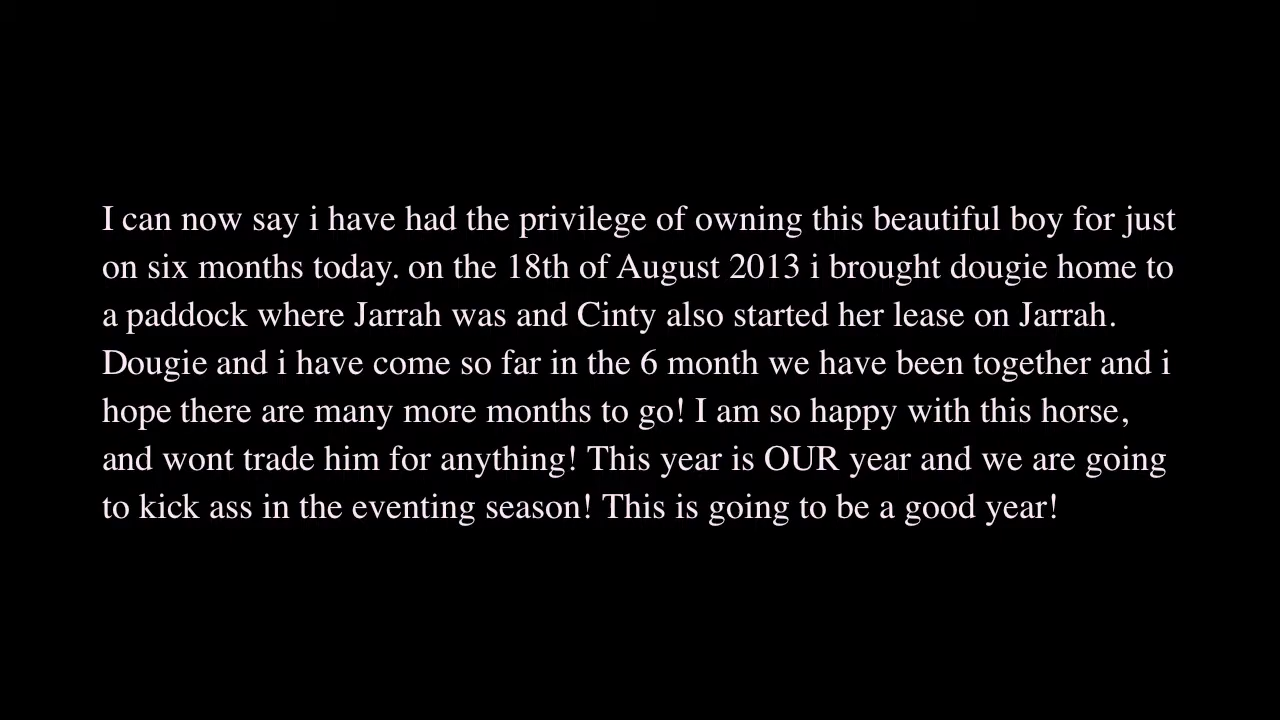 I can now say i have had the privilege of owning this beautiful boy for just
on six months today. on the 18th of August 2013 i brought dougie home to
a paddock where Jarrah was and Cinty also started her lease on Jarrah.
Dougie and i have come so far in the 6 month we have been together and i
hope there are many more months to go! I am so happy with this horse,
and wont trade him for anything! This year is OUR year and we are going
to kick ass in the eventing season! This is going to be a good year!